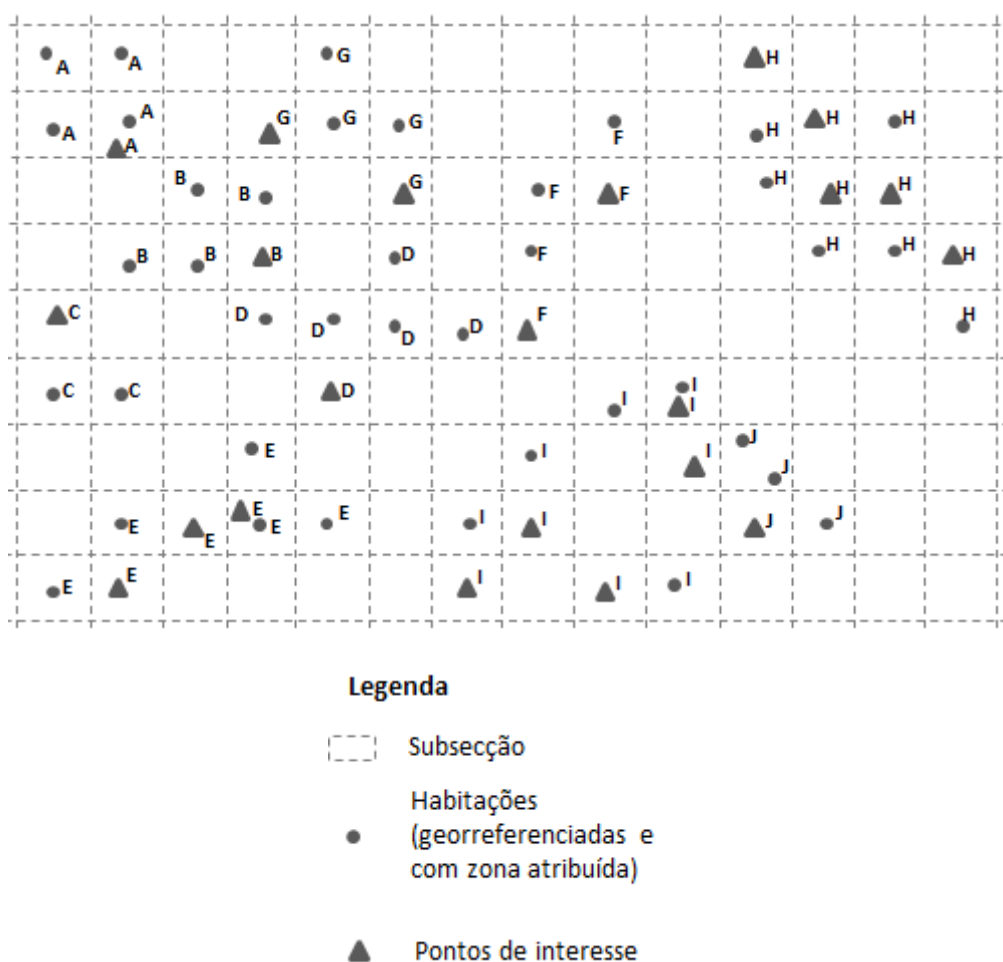 A A G H
A A G G G F H H H
A
B B G F F H H H
B B B D F H H H
C D D D D F H
C C D I I
I
E I I J
J
E E E E E I I J J
E E I I I
Legenda
Subsecção
Habitações
(georreferenciadas e
com zona atribuída)
Pontos de interesse